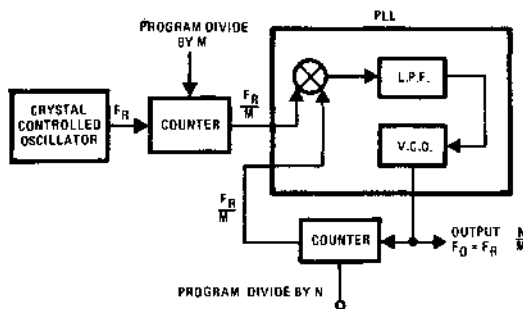 PLL
PROGRAM DIVIDE
BY M
CRYSTAL
CONTROLLED
OSCILLATOR
F_R
COUNTER
F_R
M
L.P.F.
V.C.O.
F_R
M
COUNTER
OUTPUT
F_O = F_R N/M
PROGRAM DIVIDE BY N